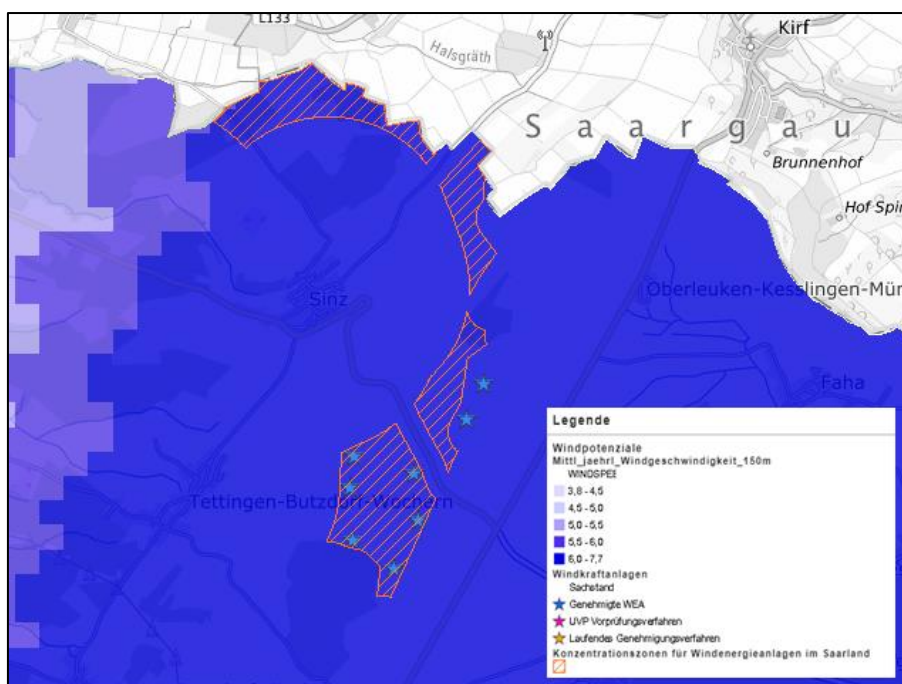 L133
Kirf
Halsgräth
Saargau
Brunnenhof
Hof Spir
Sinz
Oberleuken-Kesslingen-Mün
Faha
Tettingen-Butzdorf-Wochern
Legende
Windpotenziale
Mittl_jaehrl_Windgeschwindigkeit_150m
WINDSPEE
3,8 - 4,5
4,5 - 5,0
5,0 - 5,5
5,5 - 6,0
6,0 - 7,7
Windkraftanlagen
Sachstand
Genehmigte WEA
UVP Vorprüfungsverfahren
Laufendes Genehmigungsverfahren
Konzentrationszonen für Windenergieanlagen im Saarland